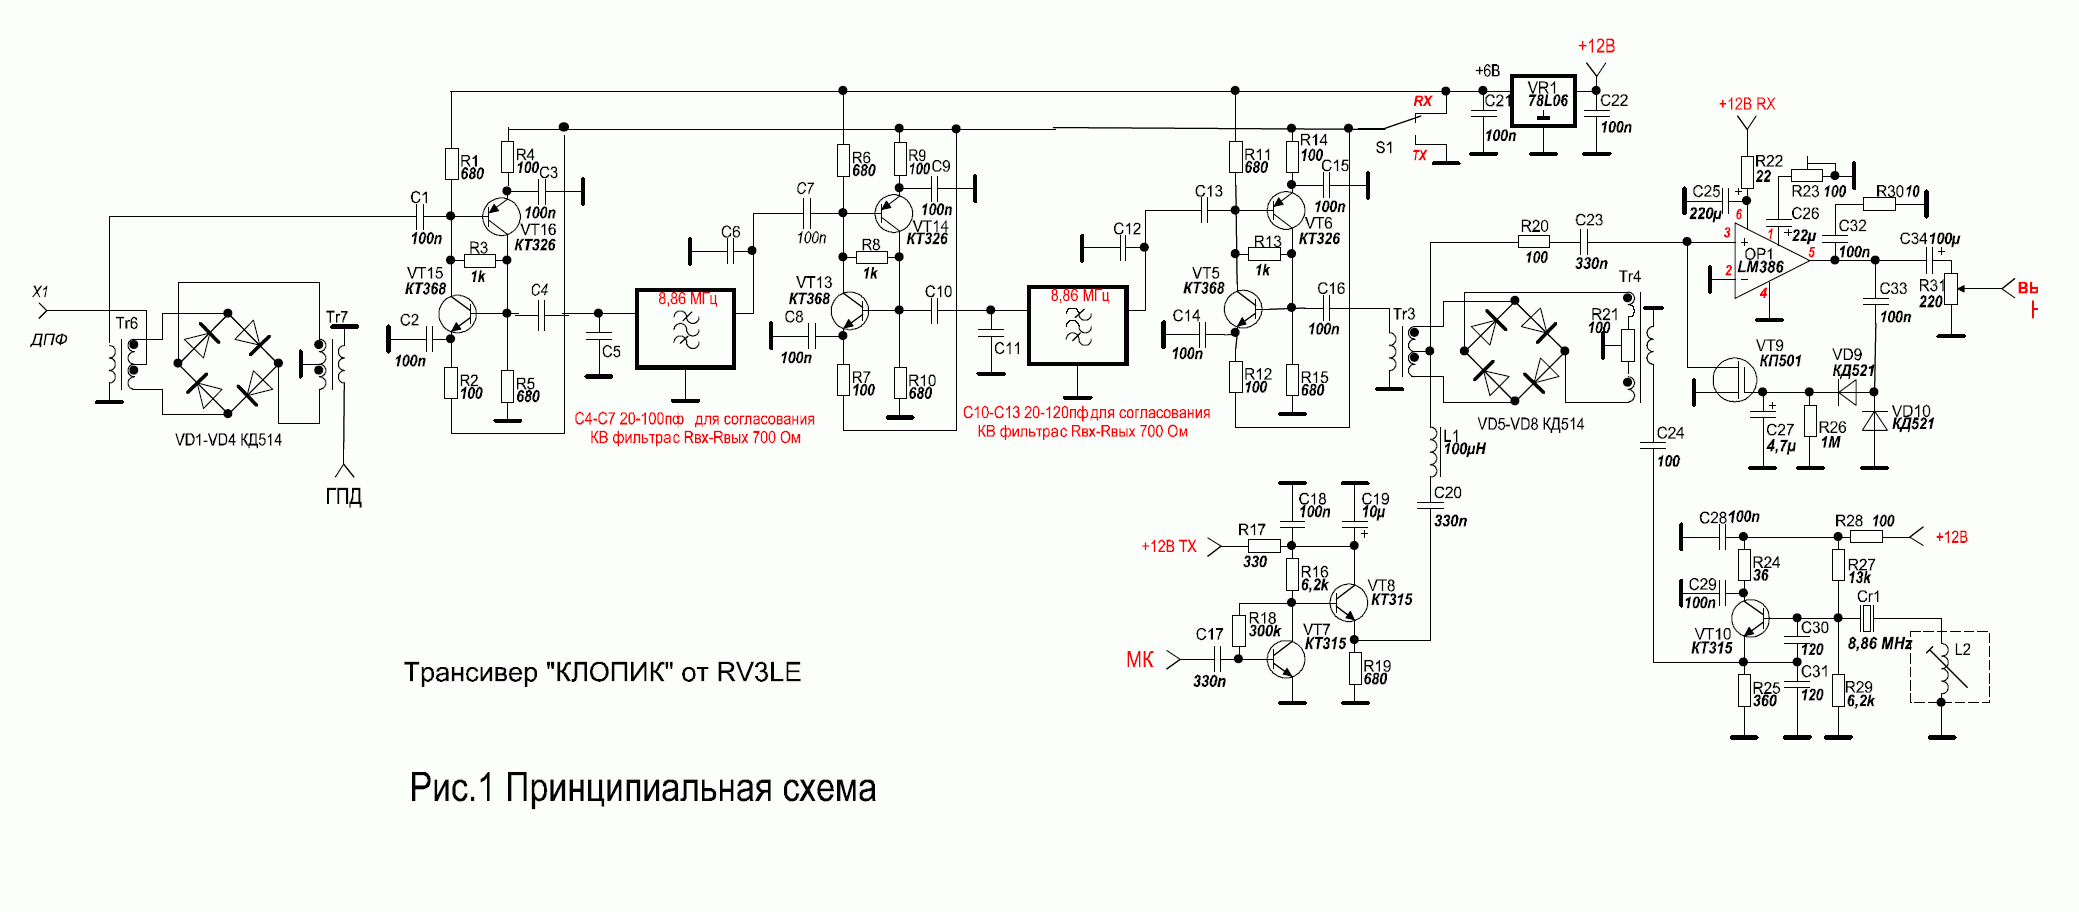 +12В
+6В
VR1
78L06
C21
100n
C22
100n
RX
TX
S1
+12В RX
R1
680
R4
100
C3
100n
C1
100n
VT16
КТ326
R3
1k
VT15
КТ368
C2
100n
R2
100
R5
680
C4
C5
8,86 МГц
C6
C7
100n
R6
680
R9
100
C9
100n
VT14
КТ326
R8
1k
VT13
КТ368
C8
100n
R7
100
R10
680
C10
C11
8,86 МГц
C12
C13
R11
680
R14
100
C15
100n
VT6
КТ326
R13
1k
VT5
КТ368
C14
100n
R12
100
R15
680
C16
100n
X1
ДПФ
Tr6
Tr7
VD1-VD4 КД514
ГПД
C4-C7 20-100пф для согласования
КВ фильтрас Rвх-Rвых 700 Ом
C10-C13 20-120пф для согласования
КВ фильтрас Rвх-Rвых 700 Ом
Tr3
Tr4
R21
100
VD5-VD8 КД514
R20
100
C23
330n
L1
100µH
C20
330n
C24
100
R22
22
C25
220µ
R23
100
C26
22µ
R30
10
C32
100n
C34
100µ
OP1
LM386
6
3
2
1
5
4
R31
220
C33
100n
ВЬ
VT9
КП501
VD9
КД521
VD10
КД521
C27
4,7µ
R26
1M
C18
100n
C19
10µ
+12В TX
R17
330
R16
6,2k
VT8
КТ315
R18
300k
VT7
КТ315
МК
C17
330n
R19
680
C28
100n
R28
100
+12В
R24
36
R27
13k
C29
100n
Cr1
8,86 MHz
VT10
КТ315
C30
120
C31
120
R25
360
R29
6,2k
L2
Трансивер "КЛОПИК" от RV3LE
Рис.1 Принципиальная схема